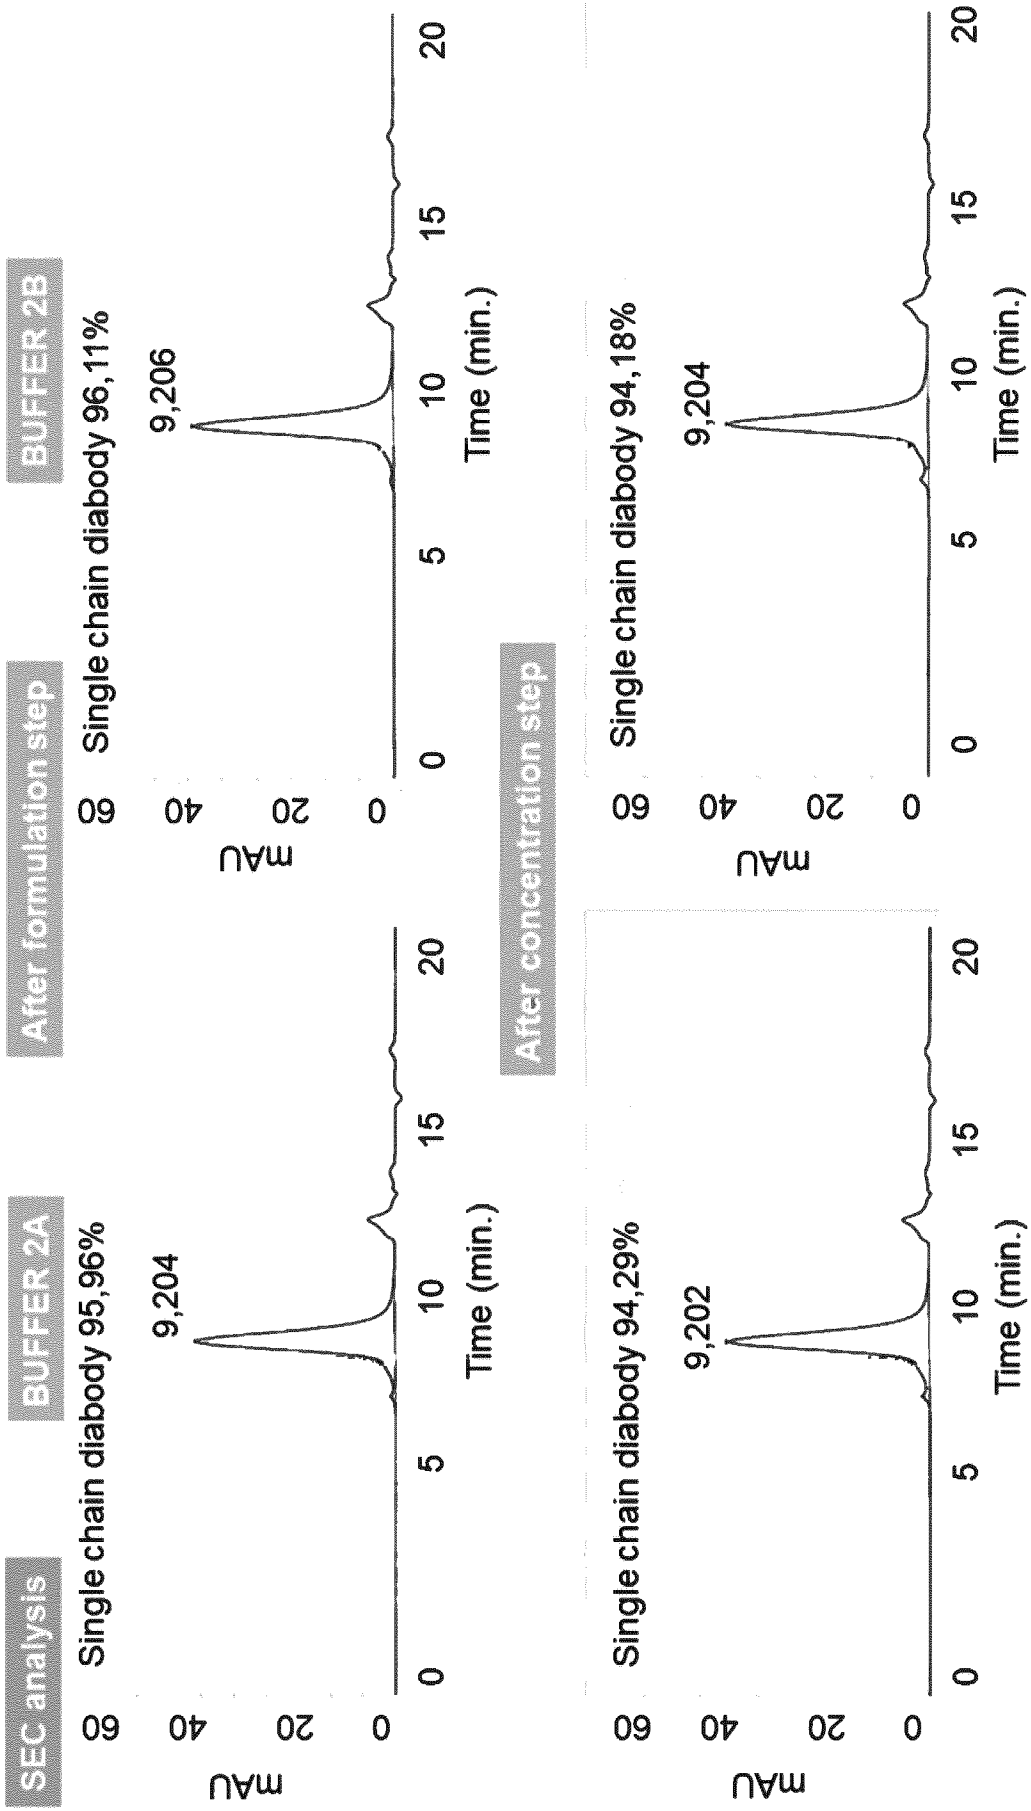 SEC analysis
BUFFER 2A
After formulation step
BUFFER 2B
Single chain diabody 95,96%
60
40
20
0
mAU
9,204
0
5
10
15
20
Time (min.)
Single chain diabody 96,11%
60
40
20
0
mAU
9,206
0
5
10
15
20
Time (min.)
After concentration step
Single chain diabody 94,29%
60
40
20
0
mAU
9,202
0
5
10
15
20
Time (min.)
Single chain diabody 94,18%
60
40
20
0
mAU
9,204
0
5
10
15
20
Time (min.)